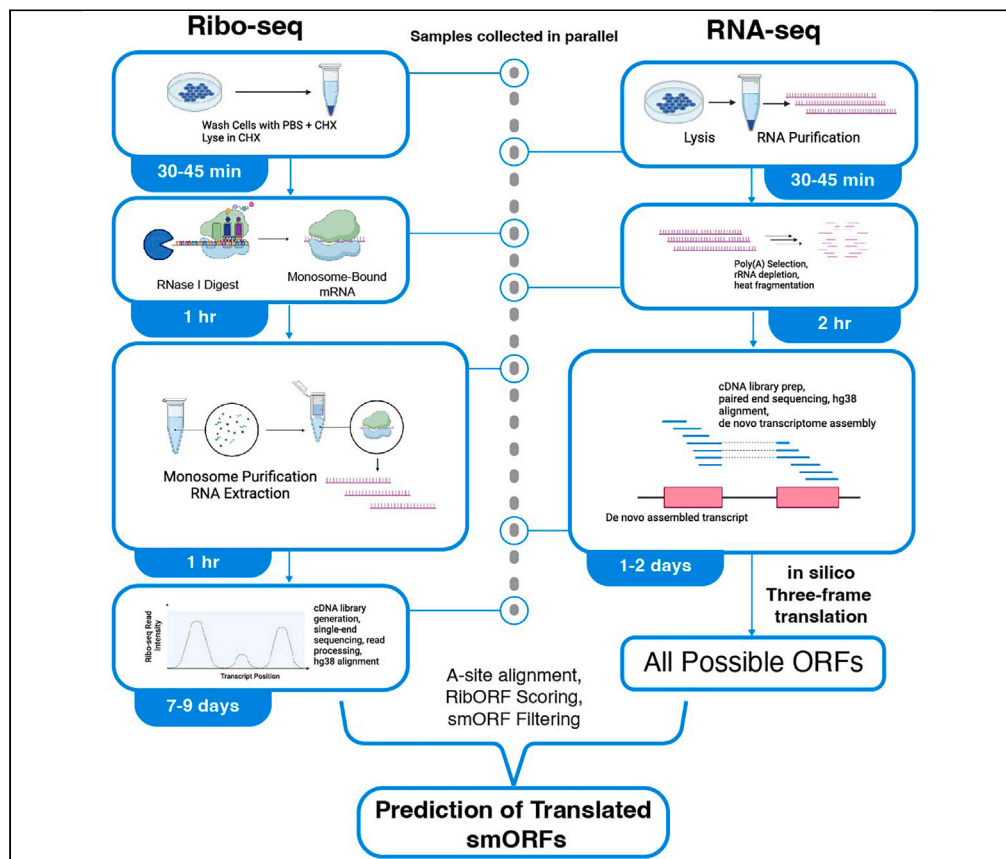 Ribo-seq
Samples collected in parallel
RNA-seq
Wash Cells with PBS + CHX
Lyse in CHX
30-45 min
RNase I Digest
Monosome-Bound
mRNA
1 hr
Monosome Purification
RNA Extraction
1 hr
Ribo-seq Read
Intensity
Transcript Position
cDNA library
generation,
single-end
sequencing, read
processing,
hg38 alignment
7-9 days
Lysis
RNA Purification
30-45 min
Poly(A) Selection,
rRNA depletion,
heat fragmentation
2 hr
cDNA library prep,
paired end sequencing, hg38
alignment,
de novo transcriptome assembly
De novo assembled transcript
1-2 days
in silico
Three-frame
translation
All Possible ORFs
A-site alignment,
RibORF Scoring,
smORF Filtering
Prediction of Translated
smORFs